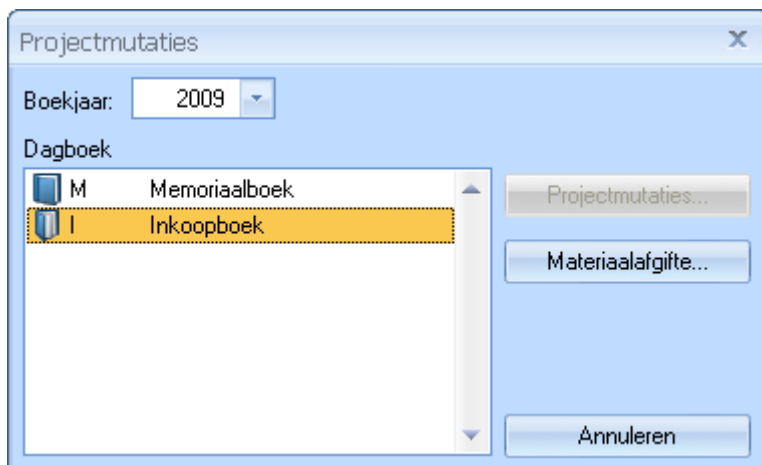 Projectmutaties
Boekjaar: 2009
Dagboek
M Memoriaalboek
I Inkoopboek
Projectmutaties...
Materiaalafgifte...
Annuleren